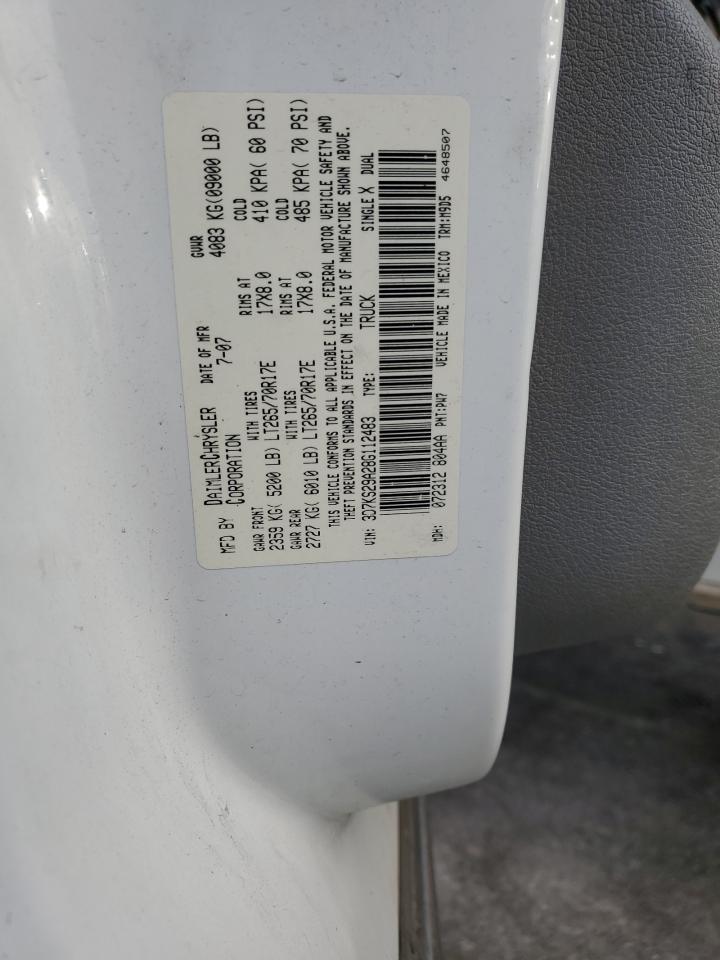 MFD BY DAIMLERCHRYSLER CORPORATION DATE OF MFR 7-07 GVWR 4083 KG(09000 LB)
GAWR FRONT WITH TIRES RIMS AT COLD
2359 KG( 5200 LB) LT265/70R17E 17X8.0 410 KPA( 60 PSI)
GAWR REAR WITH TIRES RIMS AT COLD
2727 KG( 6010 LB) LT265/70R17E 17X8.0 485 KPA( 70 PSI)
THIS VEHICLE CONFORMS TO ALL APPLICABLE U.S.A. FEDERAL MOTOR VEHICLE SAFETY AND
THEFT PREVENTION STANDARDS IN EFFECT ON THE DATE OF MANUFACTURE SHOWN ABOVE.
VIN: 3D7KS29A28G112483 TYPE: TRUCK SINGLE X DUAL
MDH: 072312 804AA PNT:PW7 VEHICLE MADE IN MEXICO TRM:M9D5 4648507